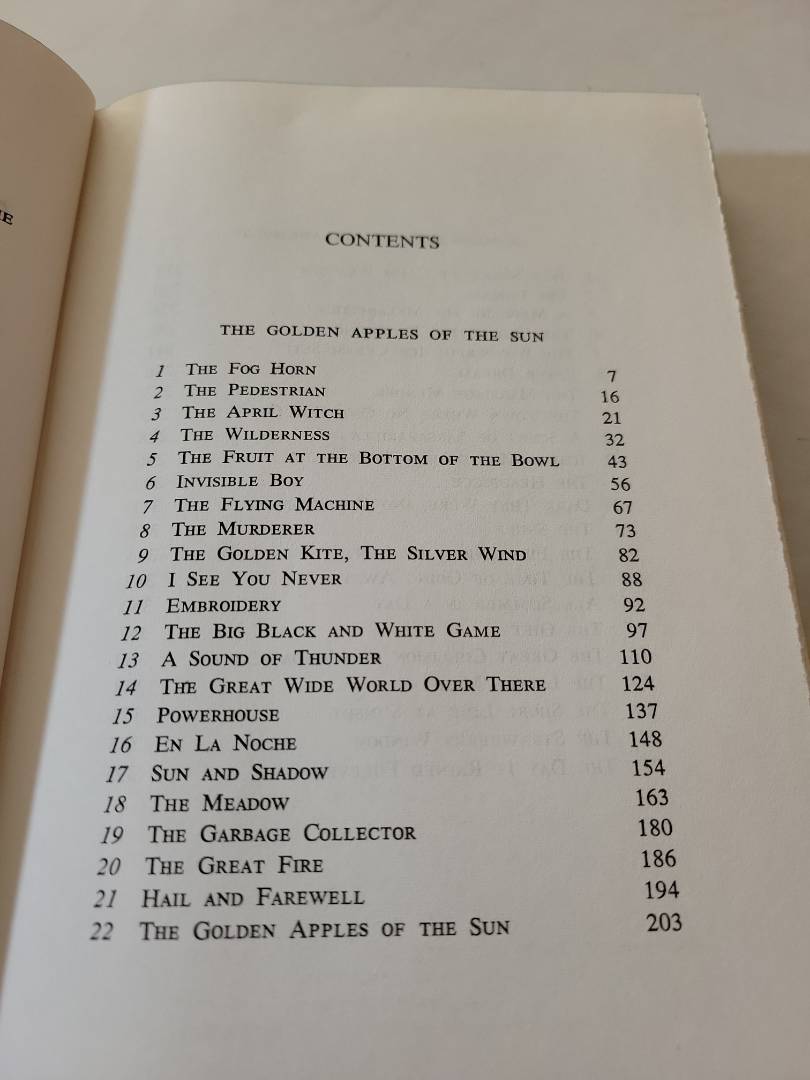 IE
CONTENTS
THE GOLDEN APPLES OF THE SUN
1 THE FOG HORN 7
2 THE PEDESTRIAN 16
3 THE APRIL WITCH 21
4 THE WILDERNESS 32
5 THE FRUIT AT THE BOTTOM OF THE BOWL 43
6 INVISIBLE BOY 56
7 THE FLYING MACHINE 67
8 THE MURDERER 73
9 THE GOLDEN KITE, THE SILVER WIND 82
10 I SEE YOU NEVER 88
11 EMBROIDERY 92
12 THE BIG BLACK AND WHITE GAME 97
13 A SOUND OF THUNDER 110
14 THE GREAT WIDE WORLD OVER THERE 124
15 POWERHOUSE 137
16 EN LA NOCHE 148
17 SUN AND SHADOW 154
18 THE MEADOW 163
19 THE GARBAGE COLLECTOR 180
20 THE GREAT FIRE 186
21 HAIL AND FAREWELL 194
22 THE GOLDEN APPLES OF THE SUN 203